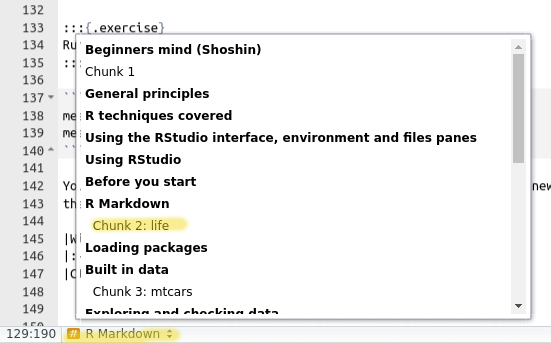 132
133 :::{.exercise}
134 Ru
135 :::
136
137 ```
138 me
139 me
140 ```
141
142 Yo new
143 th
144
145 |W
146 |:
147 |C
148
149
150
Beginners mind (Shoshin)
Chunk 1
General principles
R techniques covered
Using the RStudio interface, environment and files panes
Using RStudio
Before you start
R Markdown
Chunk 2: life
Loading packages
Built in data
Chunk 3: mtcars
Exploring and checking data
129:190 # R Markdown